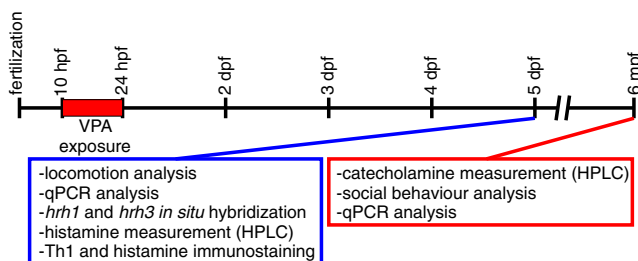 fertilization
10 hpf
24 hpf
2 dpf
3 dpf
4 dpf
5 dpf
6 mpf
VPA
exposure
-locomotion analysis
-qPCR analysis
-hrh1 and hrh3 in situ hybridization
-histamine measurement (HPLC)
-Th1 and histamine immunostaining
-catecholamine measurement (HPLC)
-social behaviour analysis
-qPCR analysis